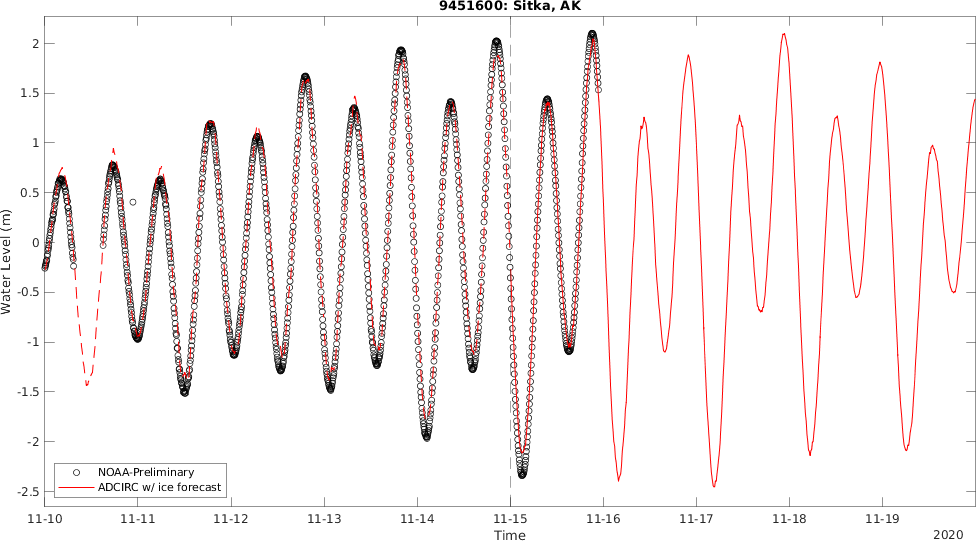 9451600: Sitka, AK
2
1.5
1
0.5
0
-0.5
-1
-1.5
-2
-2.5
Water Level (m)
NOAA-Preliminary
ADCIRC w/ ice forecast
11-10 11-11 11-12 11-13 11-14 11-15 11-16 11-17 11-18 11-19
Time
2020